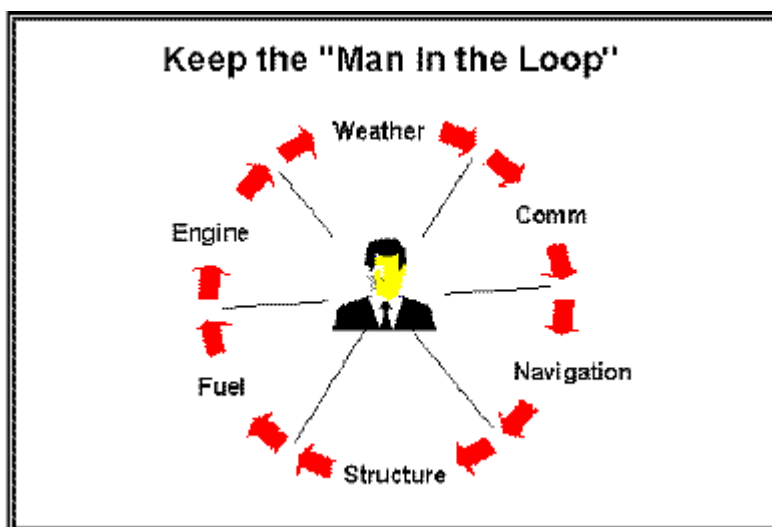 Keep the "Man in the Loop"
Weather
Comm
Engine
Navigation
Fuel
Structure